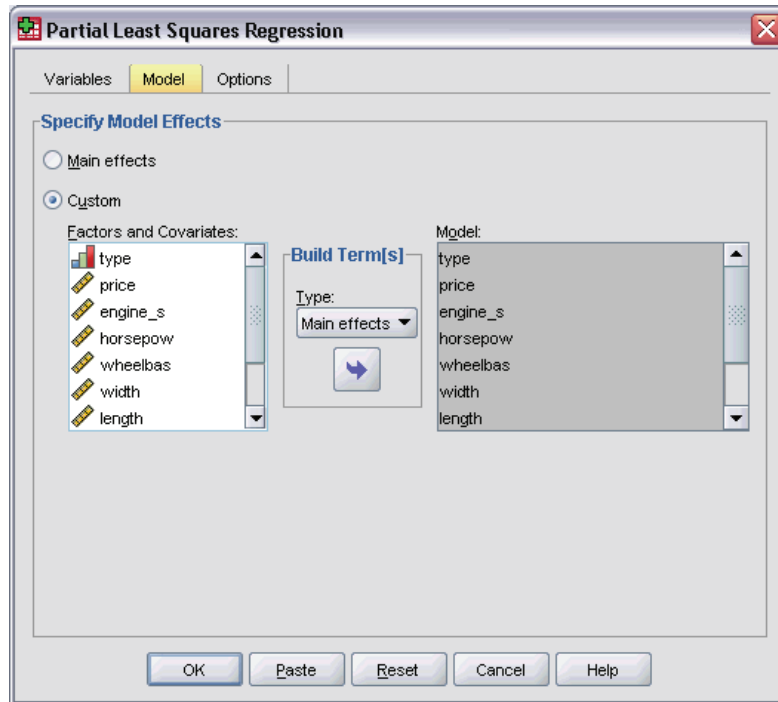 Partial Least Squares Regression
Variables Model Options
Specify Model Effects
Main effects
Custom
Factors and Covariates:
type
price
engine_s
horsepow
wheelbas
width
length
Build Term[s]
Type:
Main effects
Model:
type
price
engine_s
horsepow
wheelbas
width
length
OK Paste Reset Cancel Help